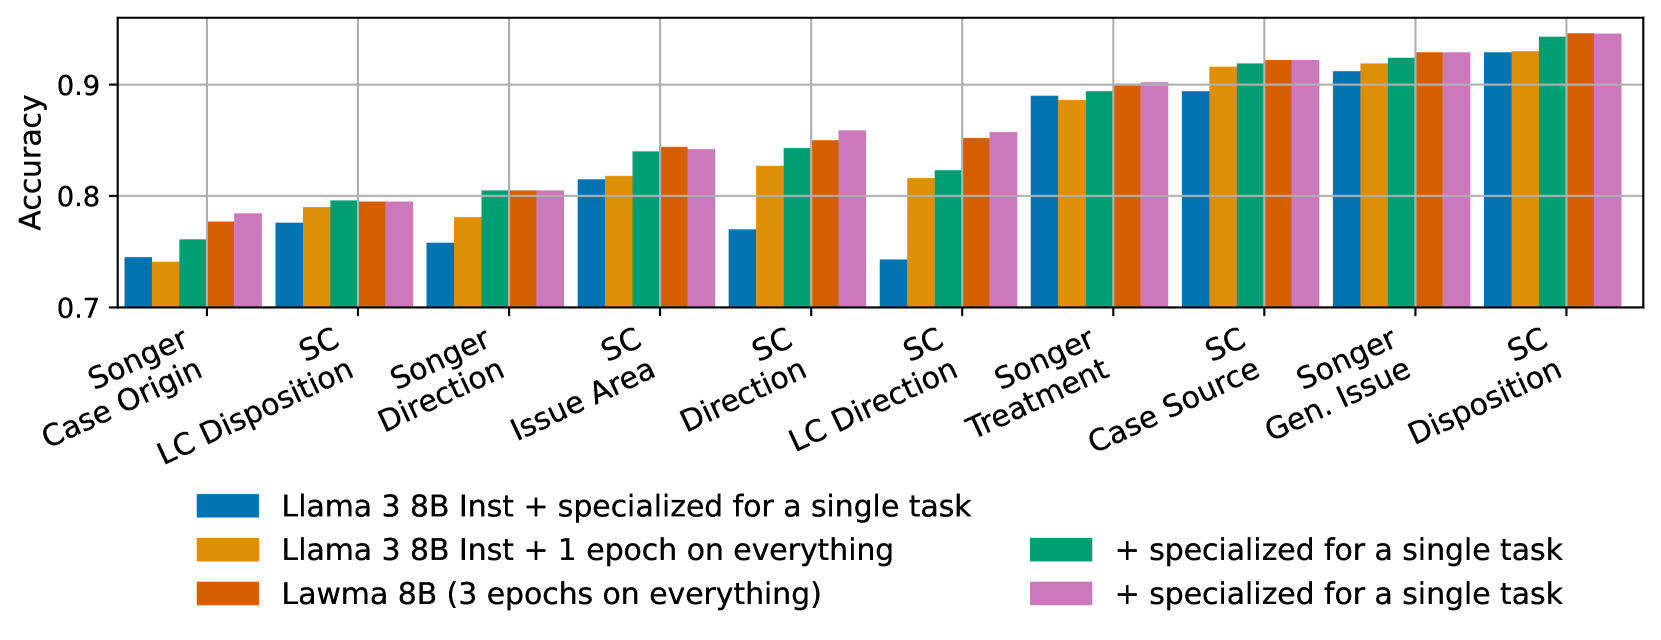 Accuracy
0.9
0.8
0.7
Songer
Case Origin
SC
LC Disposition
Songer
Direction
SC
Issue Area
SC
Direction
SC
LC Direction
Songer
Treatment
SC
Case Source
Songer
Gen. Issue
SC
Disposition
Llama 3 8B Inst + specialized for a single task
Llama 3 8B Inst + 1 epoch on everything
+ specialized for a single task
Lawma 8B (3 epochs on everything)
+ specialized for a single task